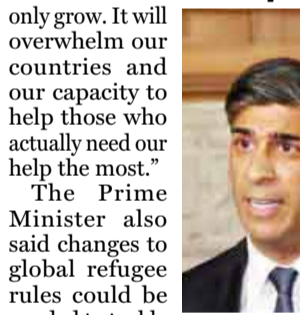 only grow. It will
overwhelm our
countries and
our capacity to
help those who
actually need our
help the most.”
The Prime
Minister also
said changes to
global refugee
rules could be